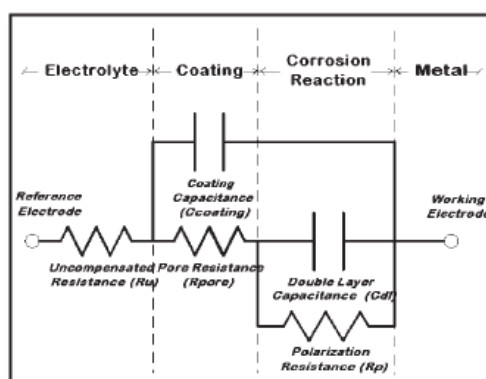 Electrolyte
Coating
Corrosion
Reaction
Metal
Coating
Capacitance
(Ccoating)
Reference
Electrode
Working
Electrode
Uncompensated
Resistance (Ru)
Pore Resistance
(Rpore)
Double Layer
Capacitance (Cdl)
Polarization
Resistance (Rp)